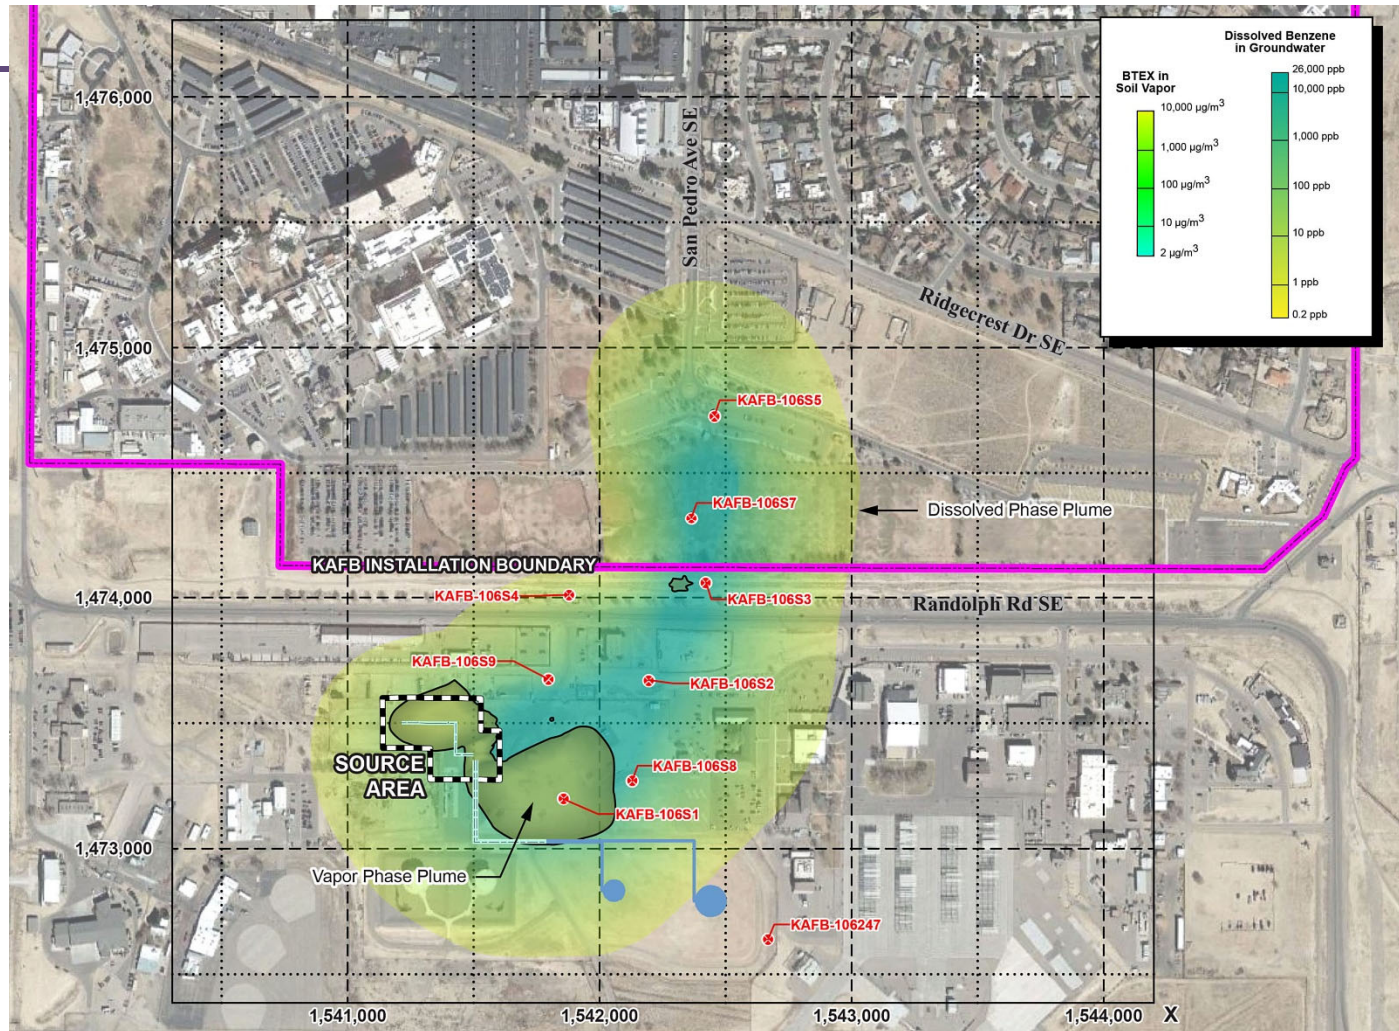 Dissolved Benzene
in Groundwater
BTEX in
Soil Vapor
26,000 ppb
10,000 ppb
1,000 ppb
100 ppb
10 ppb
1 ppb
0.2 ppb
10,000 µg/m³
1,000 µg/m³
100 µg/m³
10 µg/m³
2 µg/m³
1,476,000
San Pedro Ave SE
Ridgecrest Dr SE
1,475,000
KAFB-106S5
KAFB-106S7
Dissolved Phase Plume
KAFB INSTALLATION BOUNDARY
1,474,000
KAFB-106S4
KAFB-106S3
Randolph Rd SE
KAFB-106S9
KAFB-106S2
SOURCE
AREA
KAFB-106S8
KAFB-106S1
1,473,000
Vapor Phase Plume
KAFB-106247
1,541,000
1,542,000
1,543,000
1,544,000
X